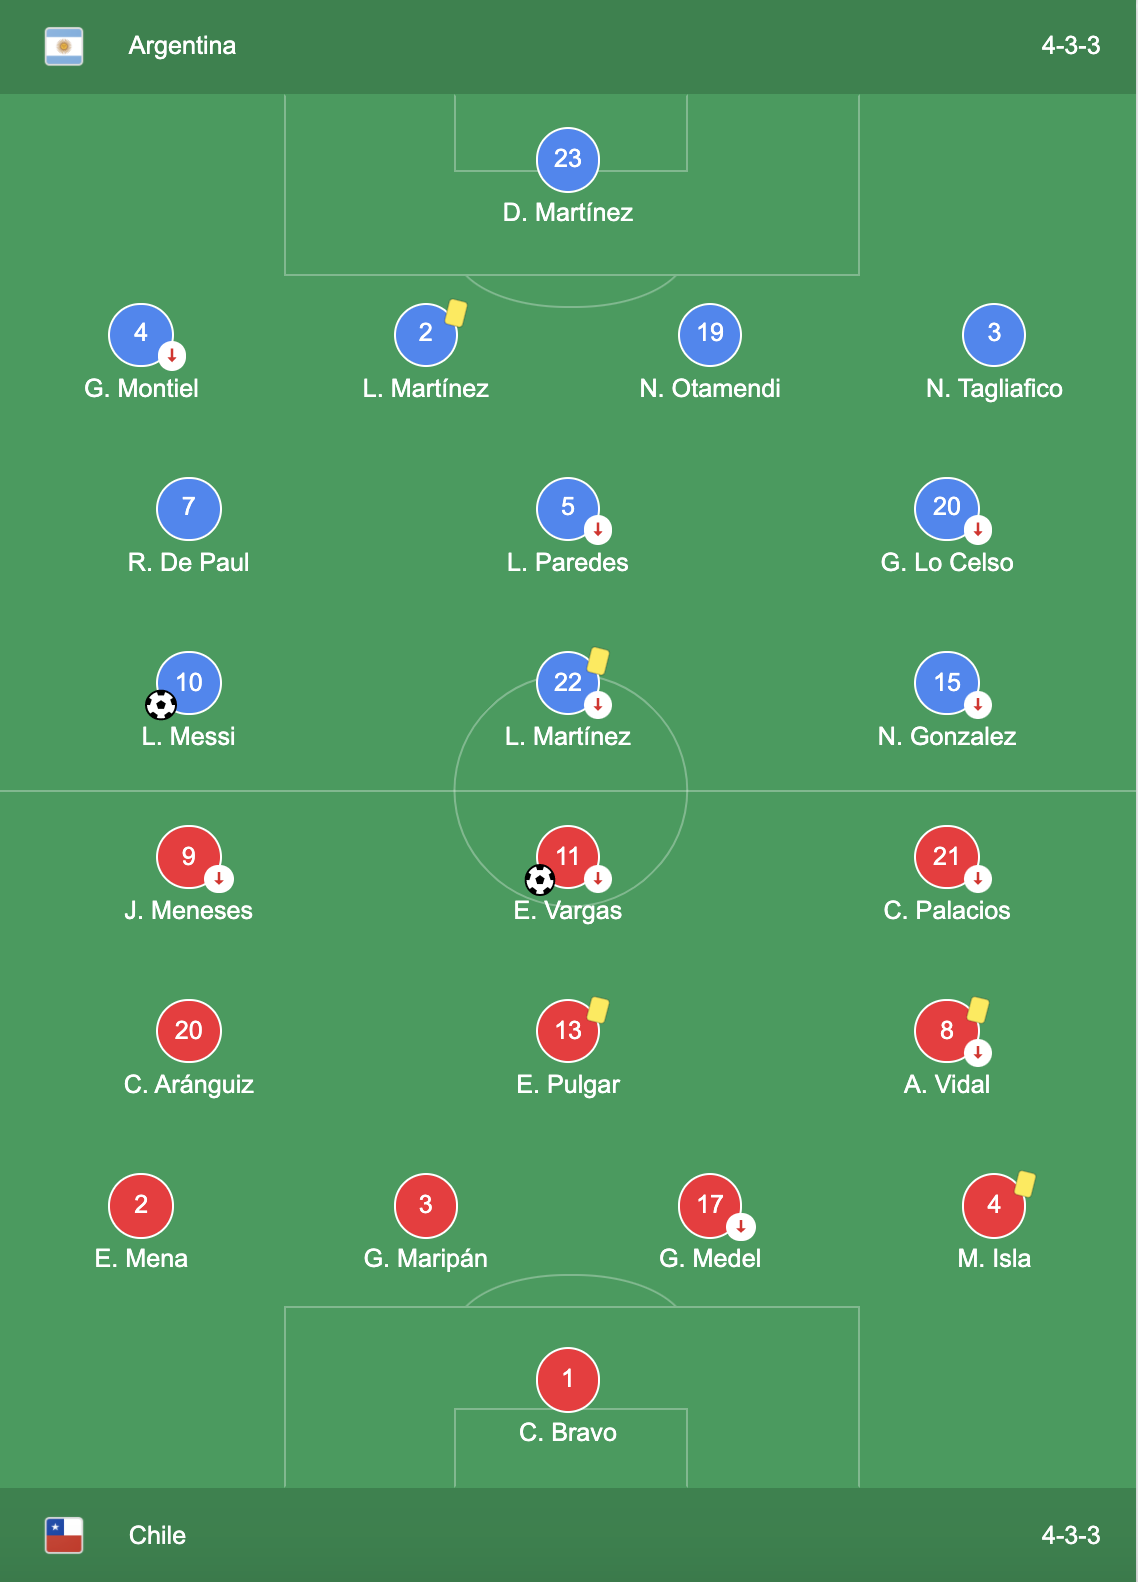 Argentina 4-3-3
23
D. Martínez
4 2 19 3
G. Montiel L. Martínez N. Otamendi N. Tagliafico
7 5 20
R. De Paul L. Paredes G. Lo Celso
10 22 15
L. Messi L. Martínez N. Gonzalez
9 11 21
J. Meneses E. Vargas C. Palacios
20 13 8
C. Aránguiz E. Pulgar A. Vidal
2 3 17 4
E. Mena G. Maripán G. Medel M. Isla
1
C. Bravo
Chile 4-3-3